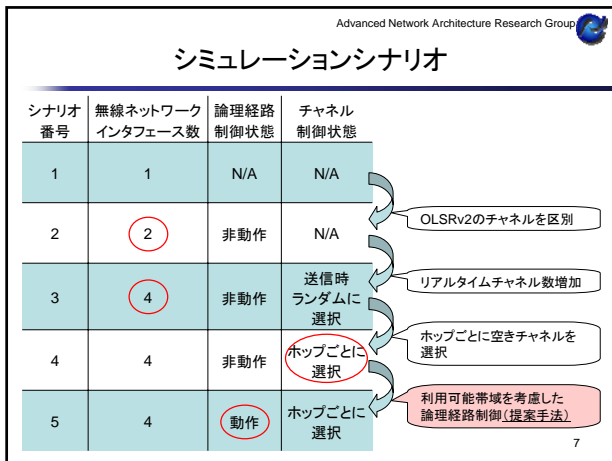 Advanced Network Architecture Research Group
シミュレーションシナリオ
シナリオ
番号
無線ネットワーク
インタフェース数
論理経路
制御状態
チャネル
制御状態
1
1
N/A
N/A
OLSRv2のチャネルを区別
2
2
非動作
N/A
リアルタイムチャネル数増加
3
4
非動作
送信時
ランダムに
選択
ホップごとに空きチャネルを
選択
4
4
非動作
ホップごとに
選択
利用可能帯域を考慮した
論理経路制御(提案手法)
5
4
動作
ホップごとに
選択
7